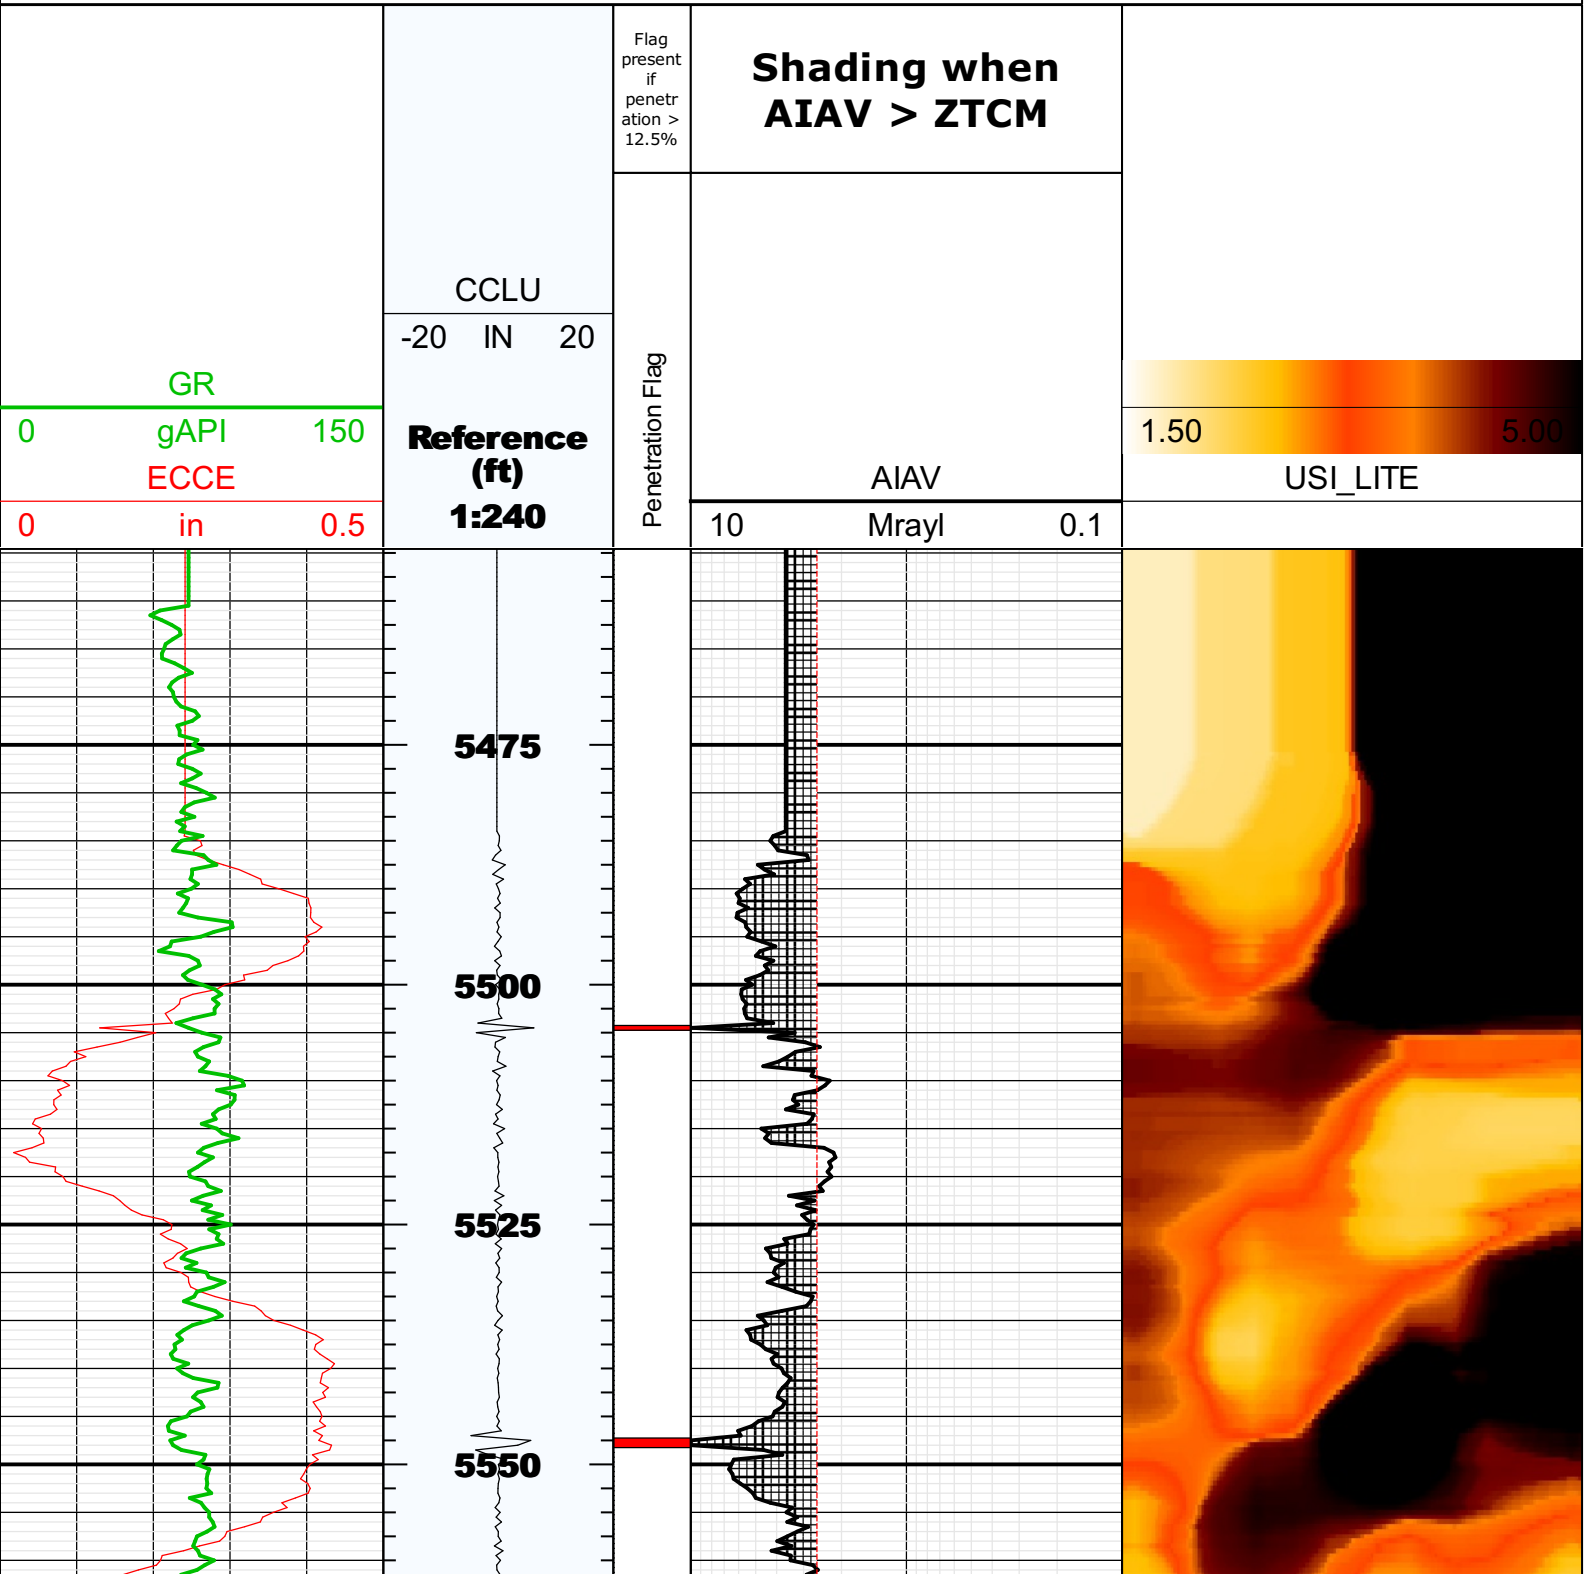 Flag
present
if
penetr
ation >
12.5%
Shading when
AIAV > ZTCM
CCLU
-20 IN 20
GR
0 gAPI 150
ECCE
0 in 0.5
Reference
(ft)
1:240
Penetration Flag
AIAV
10 Mrayl 0.1
1.50 5.00
USI_LITE
5475
5500
5525
5550